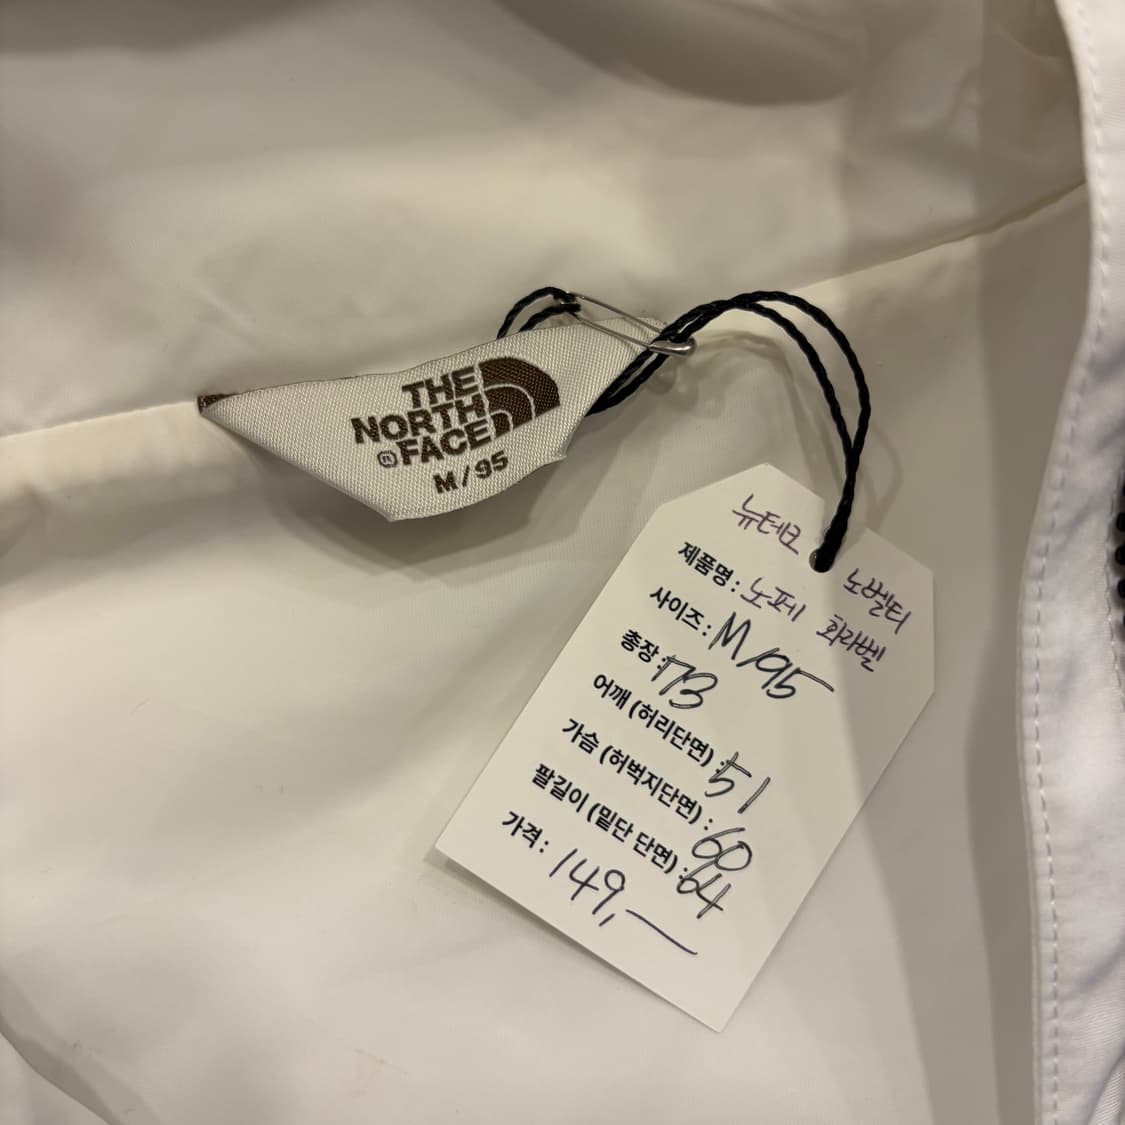 THE
NORTH
®FACE
M/95
뉴테크
노벨티
제품명 : 노페 화라벨
사이즈 : M/95
총장 : 73
어깨 (허리단면) : 51
가슴 (허벅지단면) : 60
팔길이 (밑단 단면) : 64
가격 : 149,—